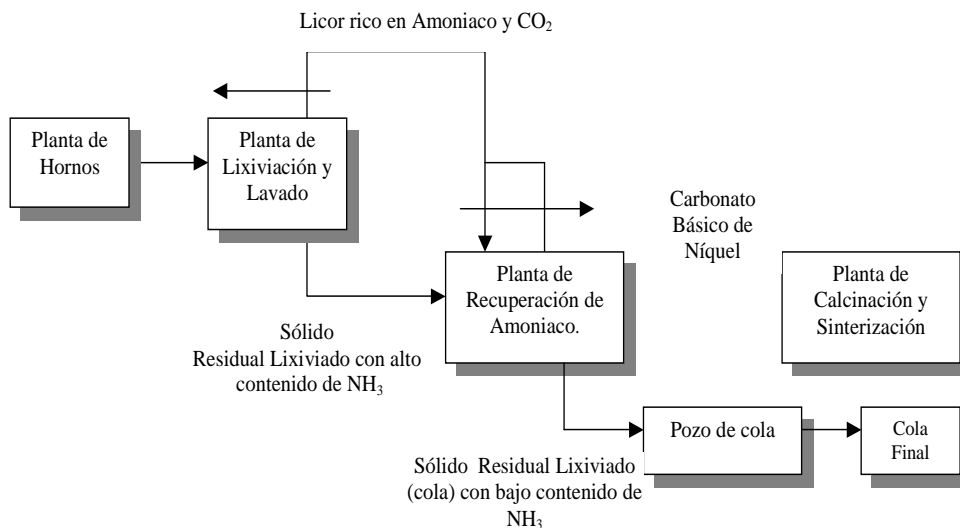 Licor rico en Amoniaco y CO₂
Planta de
Hornos
Planta de
Lixiviación y
Lavado
Carbonato
Básico de
Níquel
Planta de
Recuperación de
Amoniaco.
Planta de
Calcinación y
Sinterización
Sólido
Residual Lixiviado con alto
contenido de NH₃
Pozo de cola
Cola
Final
Sólido Residual Lixiviado
(cola) con bajo contenido de
NH₃